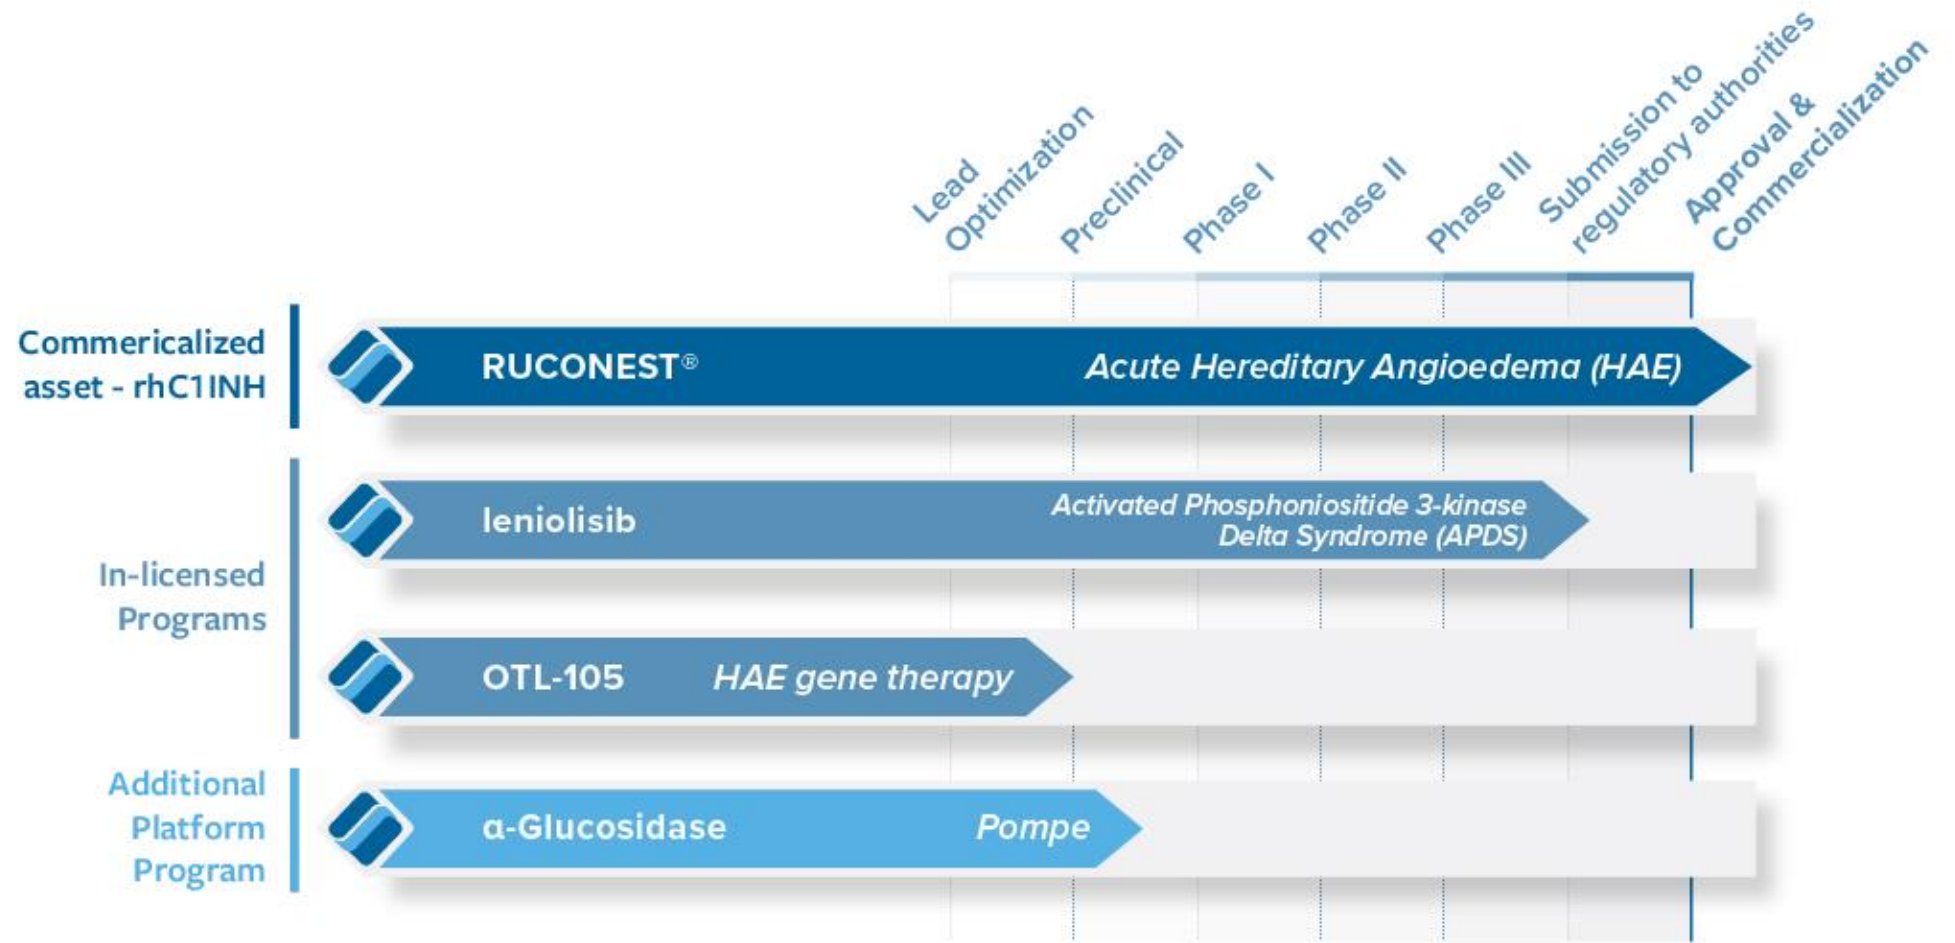 Lead
Optimization
Preclinical
Phase I
Phase II
Phase III
Submission to
regulatory authorities
Approval &
Commercialization
Commericalized
asset - rhC1INH
RUCONEST® Acute Hereditary Angioedema (HAE)
In-licensed
Programs
leniolisib
Activated Phosphoniositide 3-kinase
Delta Syndrome (APDS)
OTL-105 HAE gene therapy
Additional
Platform
Program
α-Glucosidase Pompe